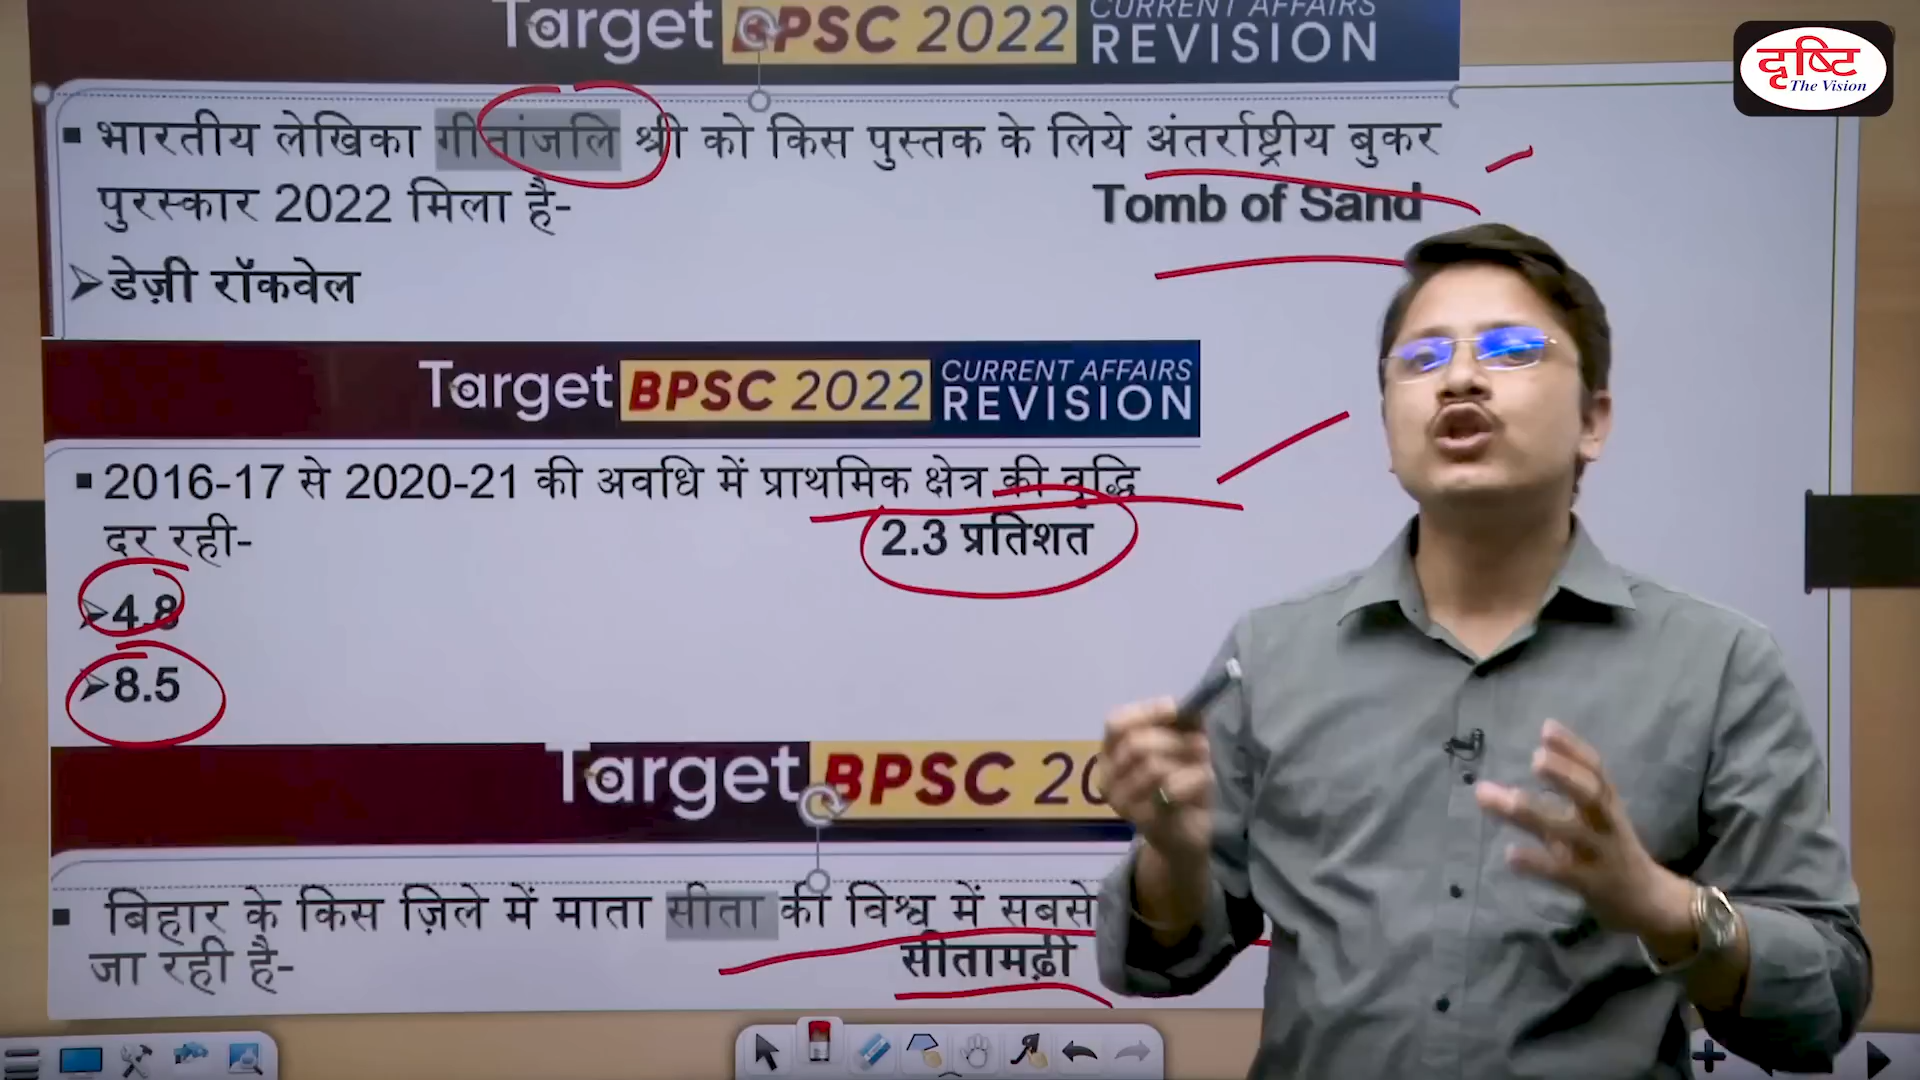 Target BPSC 2022 CURRENT AFFAIRS
REVISION
दृष्टि
The Vision
▪ भारतीय लेखिका गीतांजलि श्री को किस पुस्तक के लिये अंतर्राष्ट्रीय बुकर
पुरस्कार 2022 मिला है- Tomb of Sand
➤डेज़ी रॉकवेल
Target BPSC 2022 CURRENT AFFAIRS
REVISION
▪ 2016-17 से 2020-21 की अवधि में प्राथमिक क्षेत्र की वृद्धि
दर रही- 2.3 प्रतिशत
➤4.8
➤8.5
Target BPSC 20
▪ बिहार के किस ज़िले में माता सीता की विश्व में सबसे
जा रही है- सीतामढ़ी